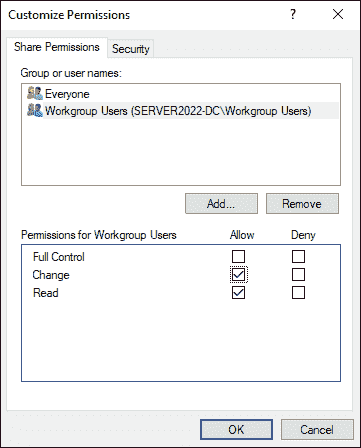 Customize Permissions
Share Permissions Security
Group or user names:
Everyone
Workgroup Users (SERVER2022-DC\Workgroup Users)
Add... Remove
Permissions for Workgroup Users Allow Deny
Full Control
Change
Read
OK Cancel